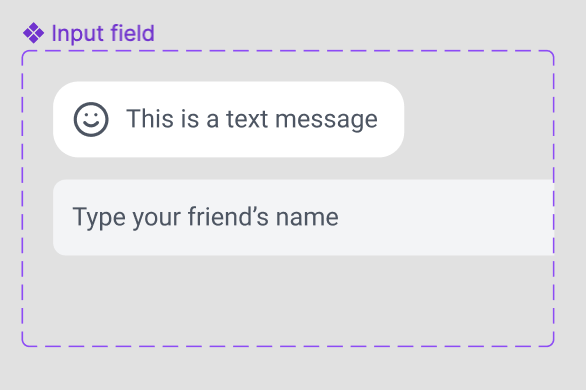 Input field
This is a text message
Type your friend’s name